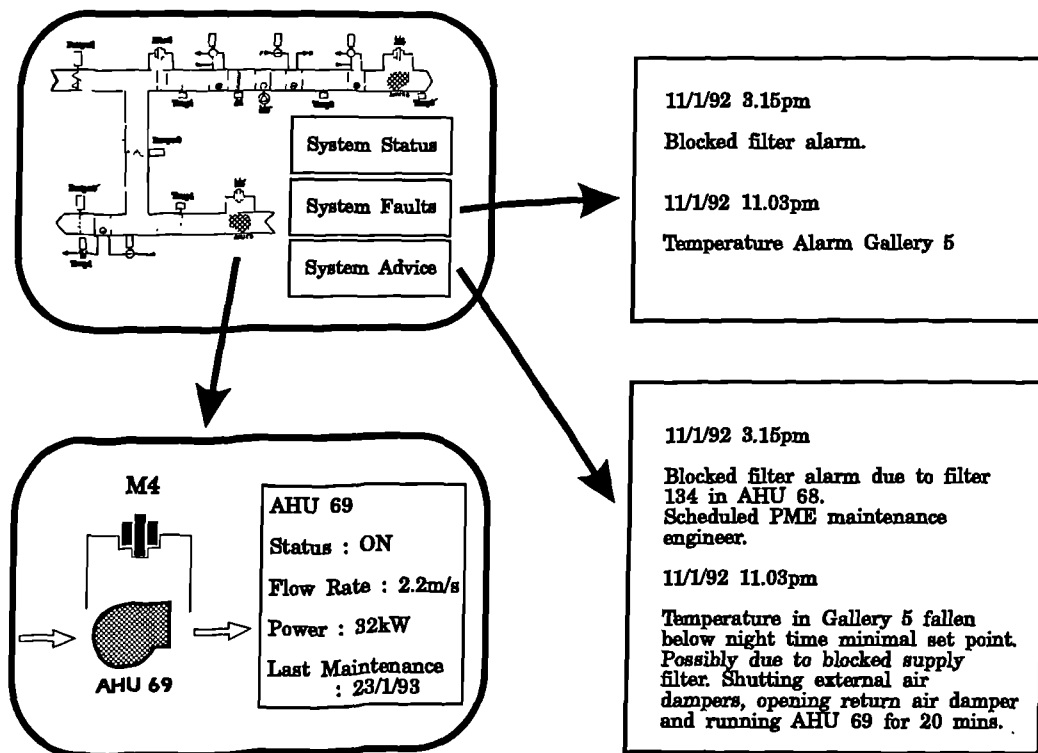 System Status
System Faults
System Advice
11/1/92 3.15pm
Blocked filter alarm.
11/1/92 11.03pm
Temperature Alarm Gallery 5
M4
AHU 69
AHU 69
Status : ON
Flow Rate : 2.2m/s
Power : 32kW
Last Maintenance
: 23/1/93
11/1/92 3.15pm
Blocked filter alarm due to filter
134 in AHU 68.
Scheduled PME maintenance
engineer.
11/1/92 11.03pm
Temperature in Gallery 5 fallen
below night time minimal set point.
Possibly due to blocked supply
filter. Shutting external air
dampers, opening return air damper
and running AHU 69 for 20 mins.